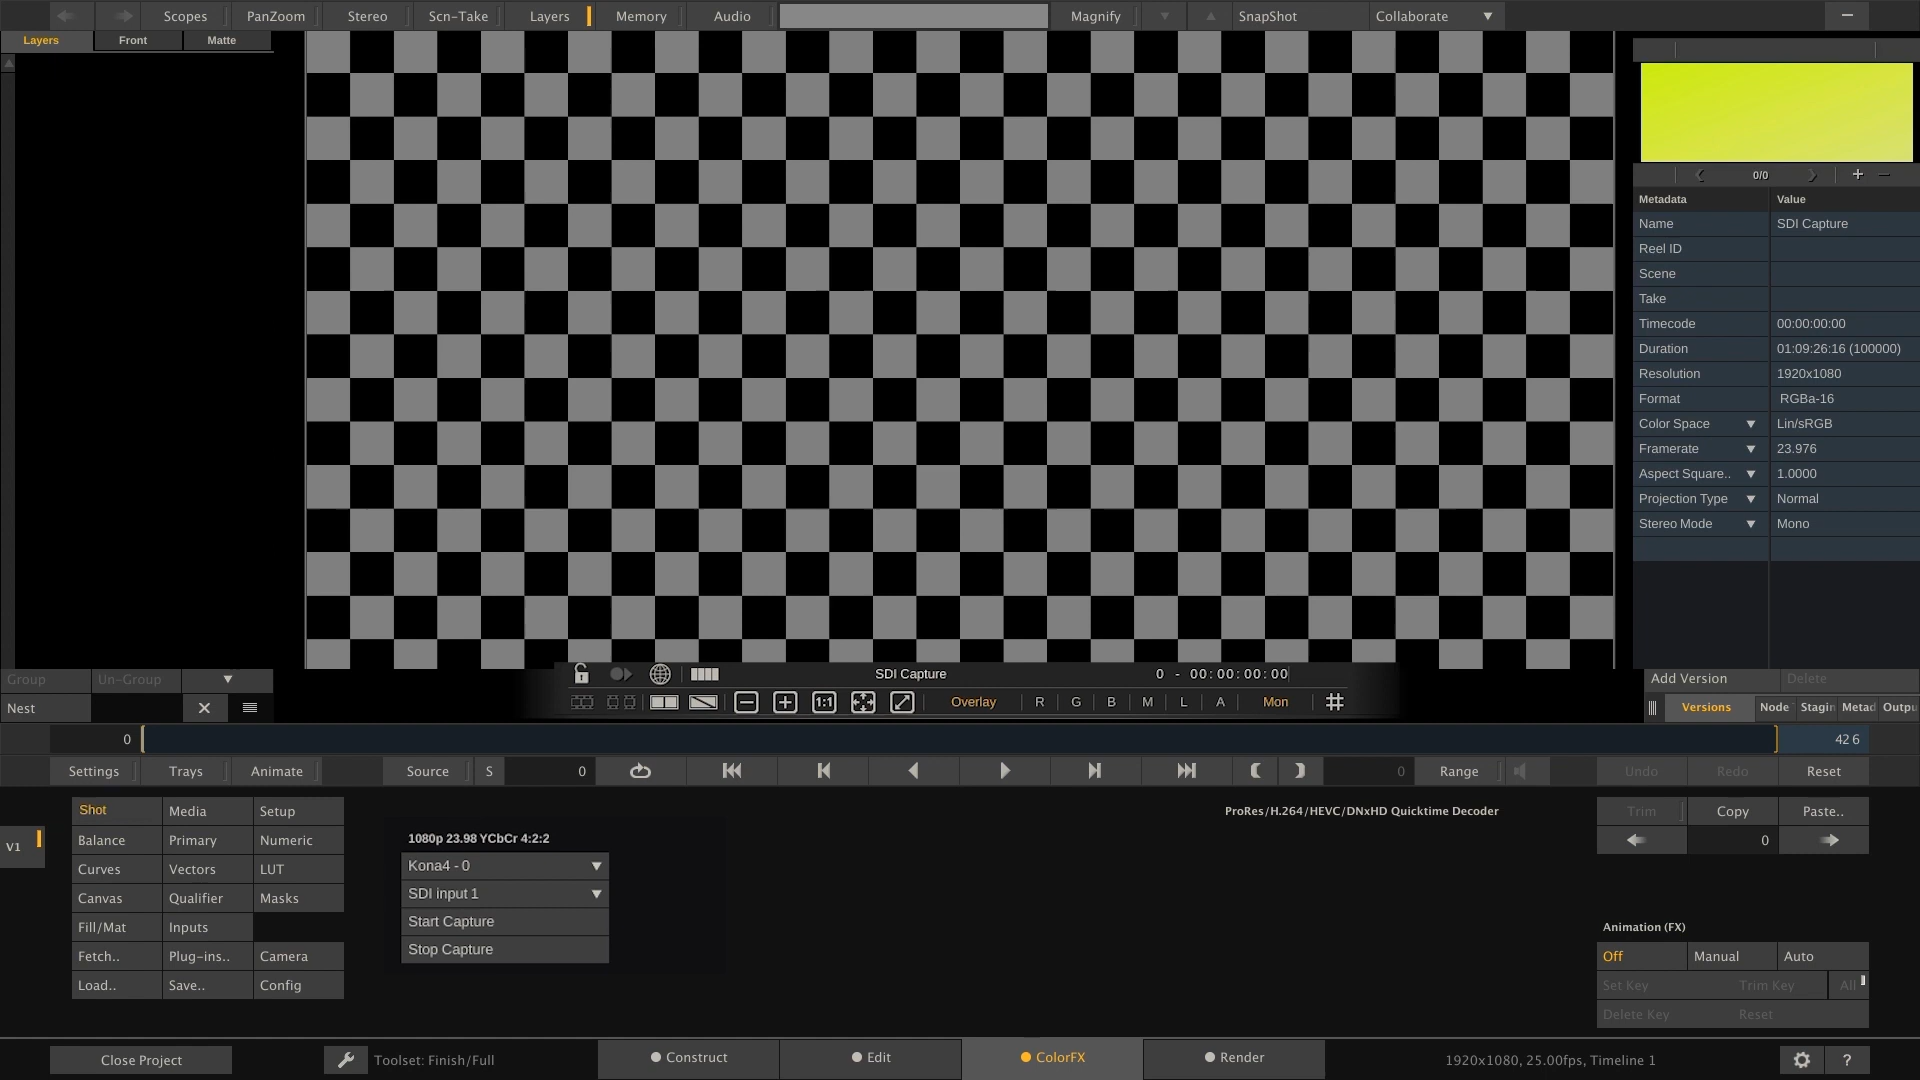 Scopes PanZoom Stereo Scn-Take Layers Memory Audio Magnify SnapShot Collaborate
Layers Front Matte
0/0
Metadata Value
Name SDI Capture
Reel ID
Scene
Take
Timecode 00:00:00:00
Duration 01:09:26:16 (100000)
Resolution 1920x1080
Format RGBa-16
Color Space Lin/sRGB
Framerate 23.976
Aspect Square.. 1.0000
Projection Type Normal
Stereo Mode Mono
Group Un-Group
SDI Capture 0 - 00:00:00:00
Add Version Delete
Nest
1:1 Overlay R G B M L A Mon
Versions Node Stagin Metad Outpu
0 42 6
Settings Trays Animate Source S 0 0 Range Undo Redo Reset
Shot Media Setup
Balance Primary Numeric
Curves Vectors LUT
Canvas Qualifier Masks
Fill/Mat Inputs
Fetch.. Plug-ins.. Camera
Load.. Save.. Config
V1
1080p 23.98 YCbCr 4:2:2
Kona4 - 0
SDI input 1
Start Capture
Stop Capture
ProRes/H.264/HEVC/DNxHD Quicktime Decoder
Trim Copy Paste..
0
Animation (FX)
Off Manual Auto
Set Key Trim Key All
Delete Key Reset
Close Project Toolset: Finish/Full Construct Edit ColorFX Render 1920x1080, 25.00fps, Timeline 1 ?